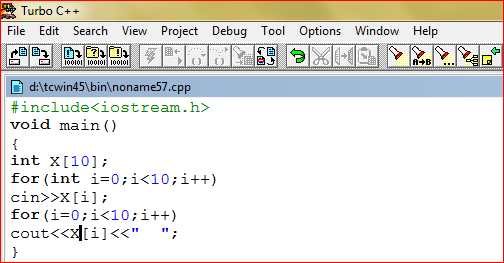 Turbo C++
File Edit Search View Project Debug Tool Options Window Help
d:\tcwin45\bin\noname57.cpp
#include<iostream.h>
void main()
{
int X[10];
for(int i=0;i<10;i++)
cin>>X[i];
for(i=0;i<10;i++)
cout<<X[i]<<"  ";
}